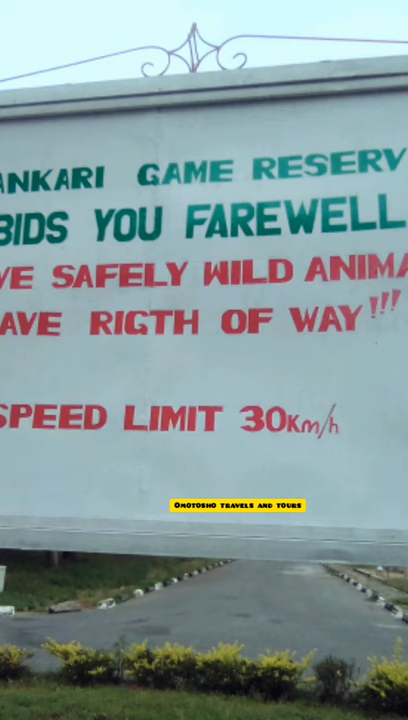 ANKARI GAME RESERV
BIDS YOU FAREWELL
VE SAFELY WILD ANIMA
AVE RIGTH OF WAY!!!
SPEED LIMIT 30Km/h
OMOTOSHO TRAVELS AND TOURS